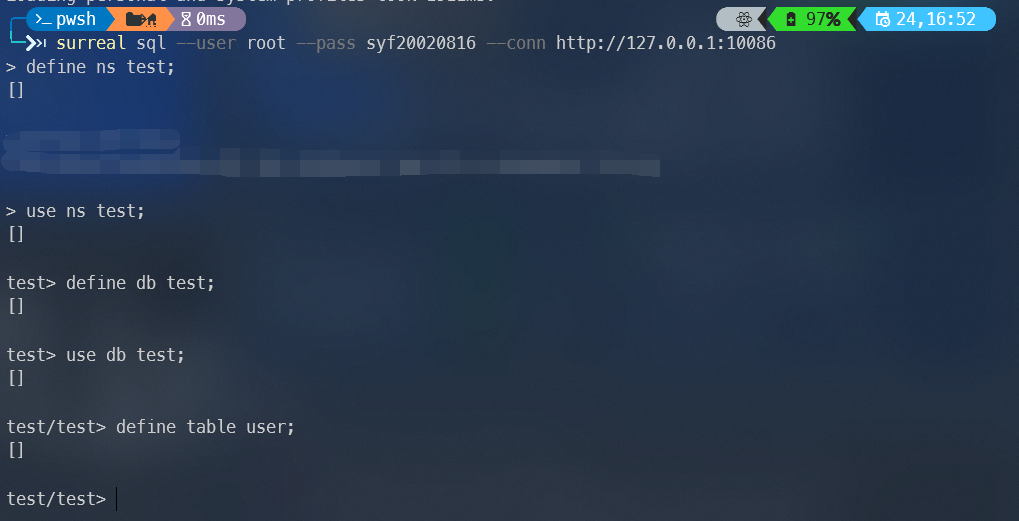 pwsh 0ms 97% 24,16:52
surreal sql --user root --pass syf20020816 --conn http://127.0.0.1:10086
> define ns test;
[]
> use ns test;
[]
test> define db test;
[]
test> use db test;
[]
test/test> define table user;
[]
test/test>